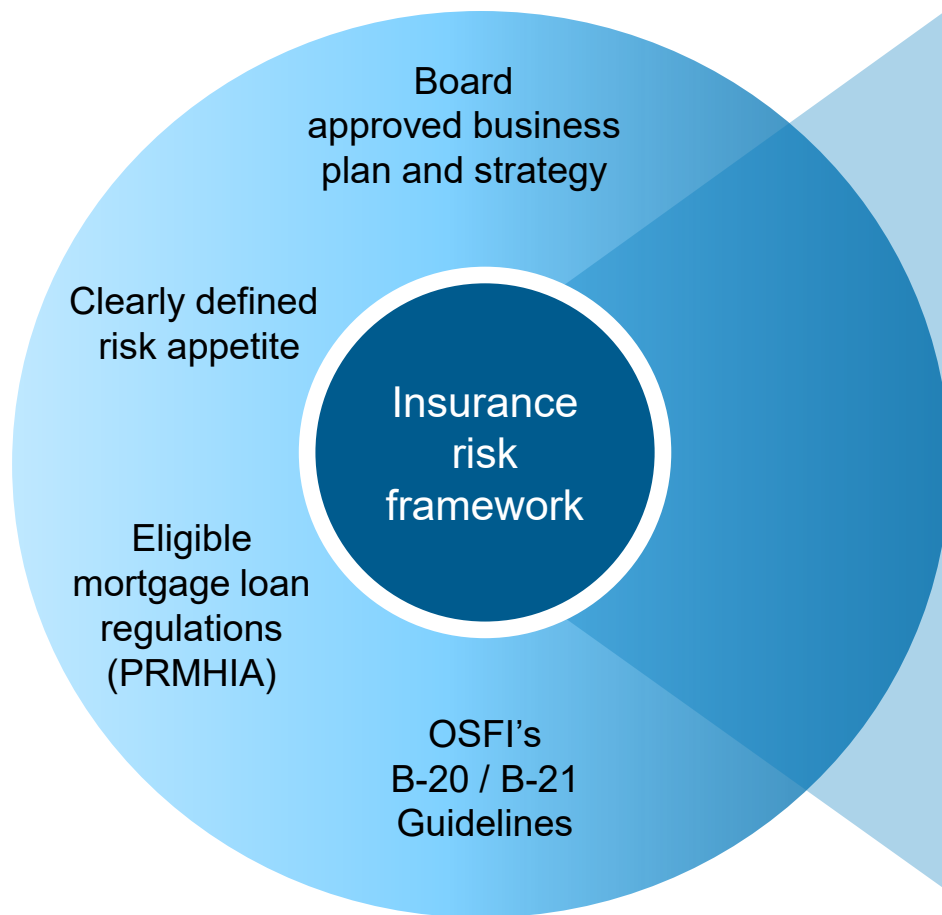 Board
approved business
plan and strategy
Clearly defined
risk appetite
Insurance
risk
framework
Eligible
mortgage loan
regulations
(PRMHIA)
OSFI's
B-20 / B-21
Guidelines